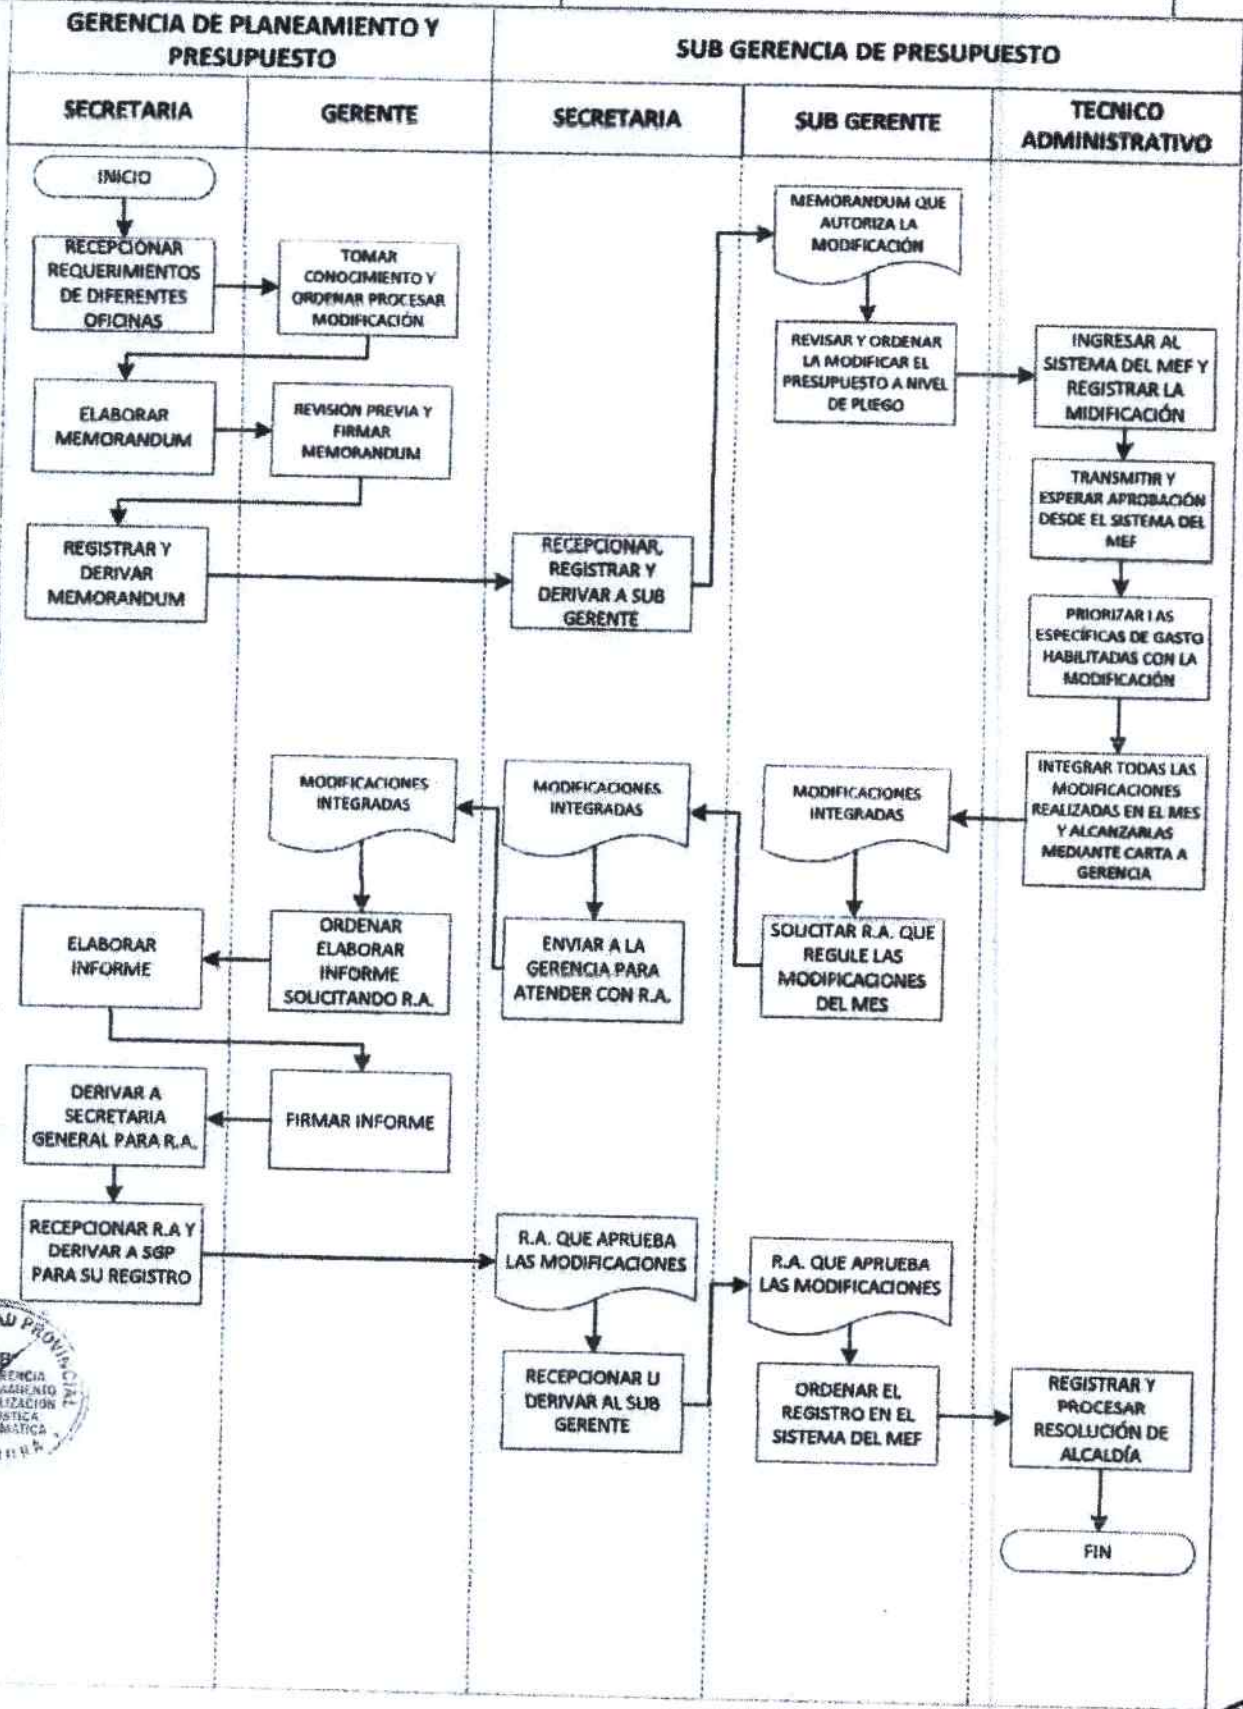 GERENCIA DE PLANEAMIENTO Y
PRESUPUESTO
SUB GERENCIA DE PRESUPUESTO
SECRETARIA
GERENTE
SECRETARIA
SUB GERENTE
TECNICO
ADMINISTRATIVO
INICIO
RECEPCIONAR
REQUERIMIENTOS
DE DIFERENTES
OFICINAS
TOMAR
CONOCIMIENTO Y
ORDENAR PROCESAR
MODIFICACIÓN
ELABORAR
MEMORANDUM
REVISIÓN PREVIA Y
FIRMAR
MEMORANDUM
REGISTRAR Y
DERIVAR
MEMORANDUM
RECEPCIONAR,
REGISTRAR Y
DERIVAR A SUB
GERENTE
MEMORANDUM QUE
AUTORIZA LA
MODIFICACIÓN
REVISAR Y ORDENAR
LA MODIFICAR EL
PRESUPUESTO A NIVEL
DE PLIEGO
INGRESAR AL
SISTEMA DEL MEF Y
REGISTRAR LA
MIDIFICACIÓN
TRANSMITIR Y
ESPERAR APROBACIÓN
DESDE EL SISTEMA DEL
MEF
PRIORIZAR LAS
ESPECÍFICAS DE GASTO
HABILITADAS CON LA
MODIFICACIÓN
INTEGRAR TODAS LAS
MODIFICACIONES
REALIZADAS EN EL MES
Y ALCANZARLAS
MEDIANTE CARTA A
GERENCIA
MODIFICACIONES
INTEGRADAS
MODIFICACIONES
INTEGRADAS
MODIFICACIONES
INTEGRADAS
SOLICITAR R.A. QUE
REGULE LAS
MODIFICACIONES
DEL MES
ENVIAR A LA
GERENCIA PARA
ATENDER CON R.A.
ORDENAR
ELABORAR
INFORME
SOLICITANDO R.A.
ELABORAR
INFORME
FIRMAR INFORME
DERIVAR A
SECRETARIA
GENERAL PARA R.A.
RECEPCIONAR R.A Y
DERIVAR A SGP
PARA SU REGISTRO
R.A. QUE APRUEBA
LAS MODIFICACIONES
RECEPCIONAR U
DERIVAR AL SUB
GERENTE
R.A. QUE APRUEBA
LAS MODIFICACIONES
ORDENAR EL
REGISTRO EN EL
SISTEMA DEL MEF
REGISTRAR Y
PROCESAR
RESOLUCIÓN DE
ALCALDÍA
FIN
PROVINCIAL